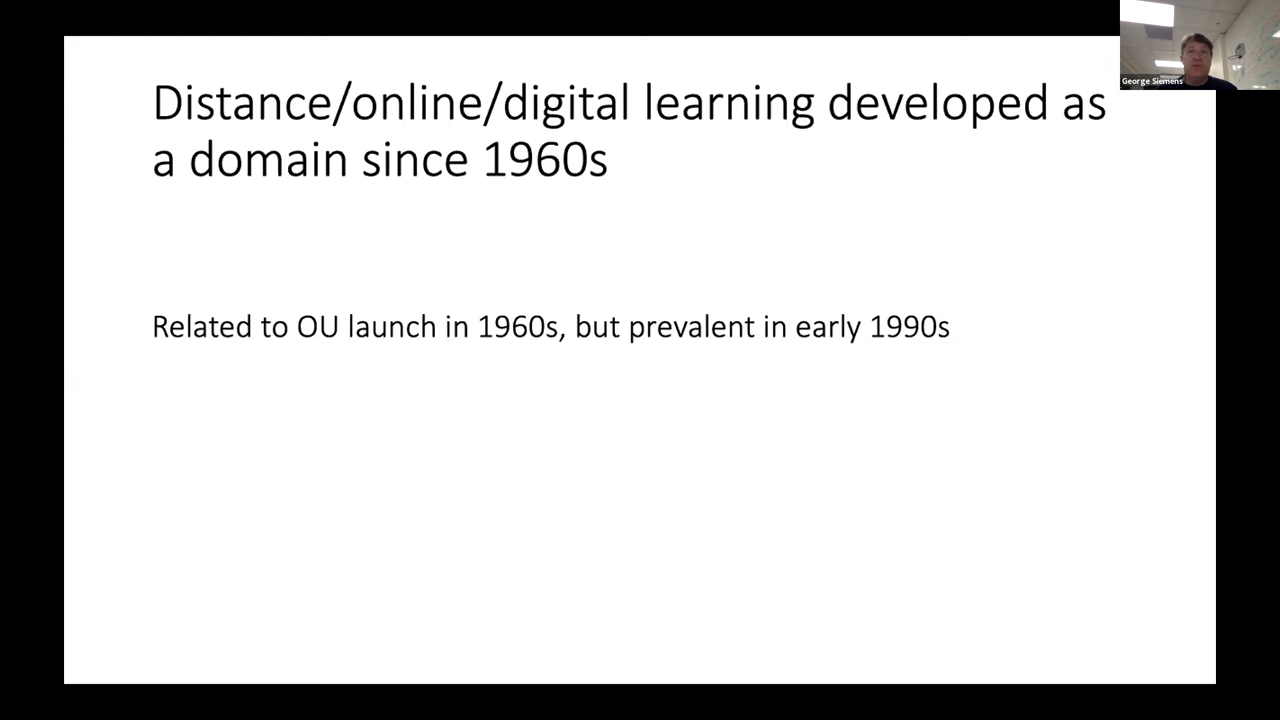 George Siemens
Distance/online/digital learning developed as
a domain since 1960s
Related to OU launch in 1960s, but prevalent in early 1990s